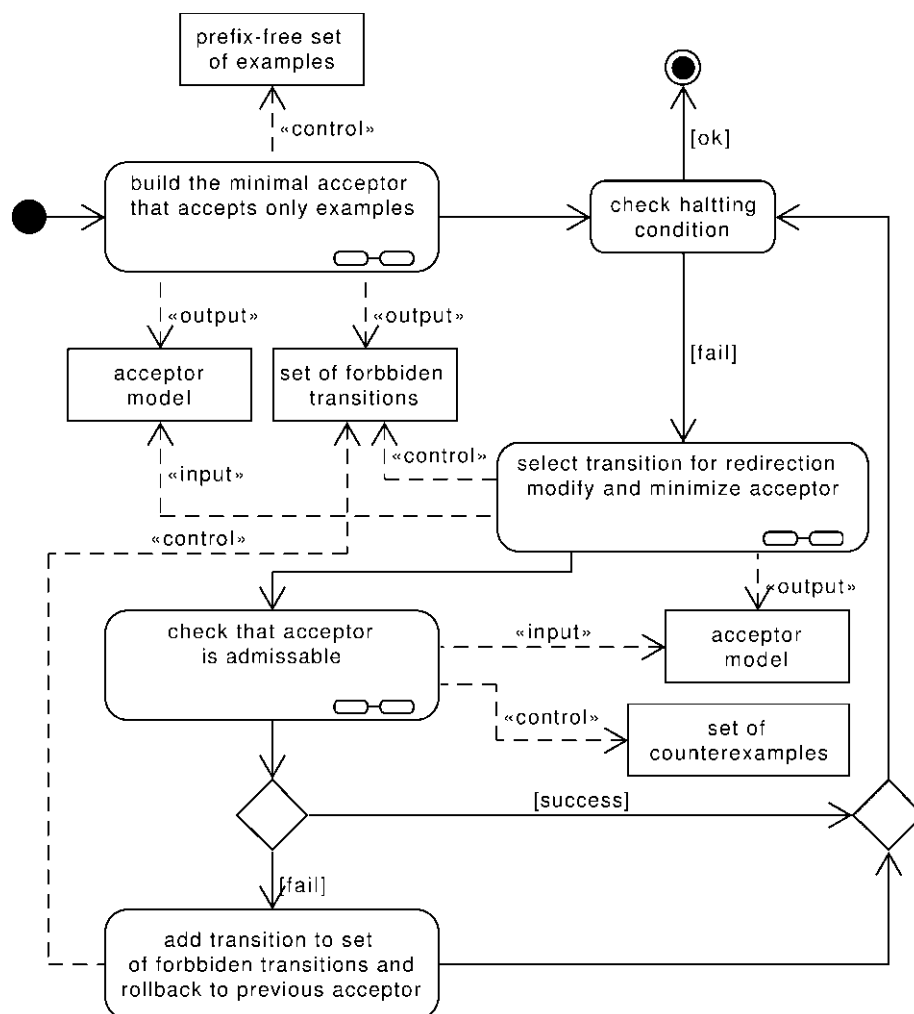 prefix-free set
of examples
«control»
[ok]
build the minimal acceptor
that accepts only examples
check haltting
condition
«output»
«output»
[fail]
acceptor
model
set of forbbiden
transitions
«control»
select transition for redirection
modify and minimize acceptor
«input»
«control»
«output»
check that acceptor
is admissable
«input»
acceptor
model
«control»
set of
counterexamples
[success]
[fail]
add transition to set
of forbbiden transitions and
rollback to previous acceptor